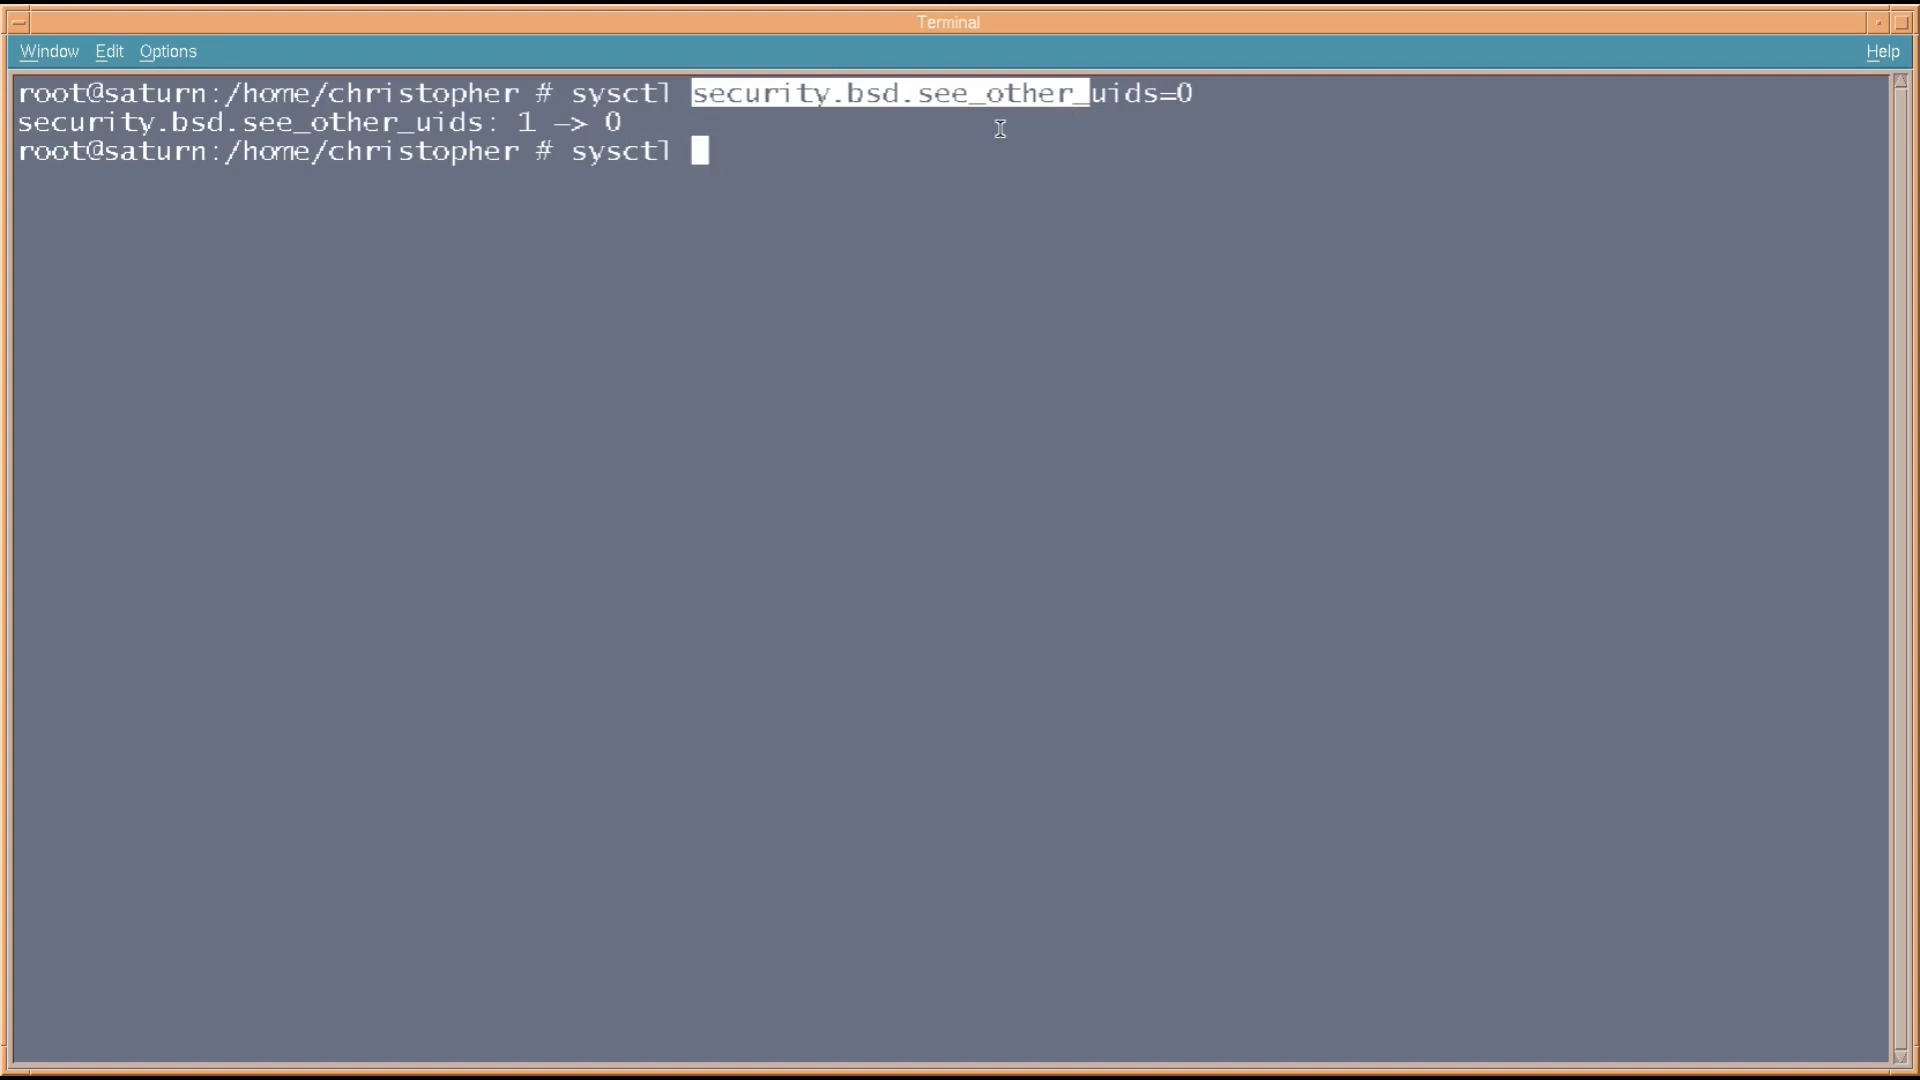 Terminal
Window Edit Options Help
root@saturn:/home/christopher # sysctl security.bsd.see_other_uids=0
security.bsd.see_other_uids: 1 -> 0
root@saturn:/home/christopher # sysctl